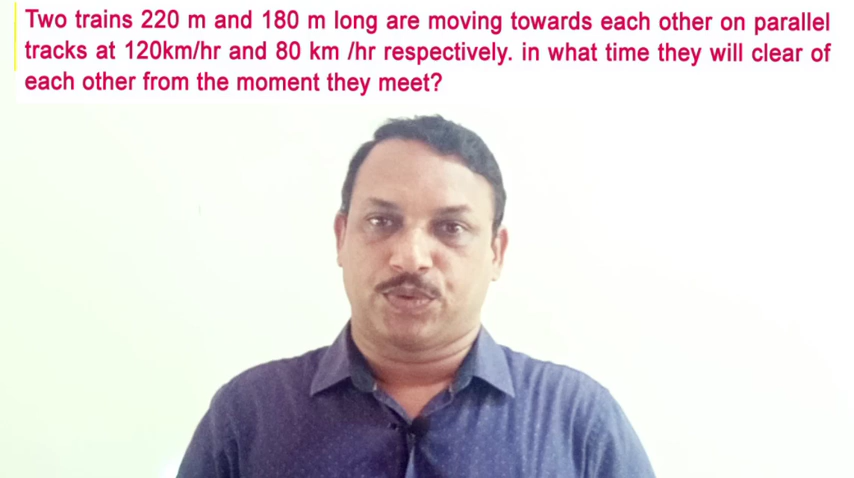 Two trains 220 m and 180 m long are moving towards each other on parallel
tracks at 120km/hr and 80 km /hr respectively. in what time they will clear of
each other from the moment they meet?